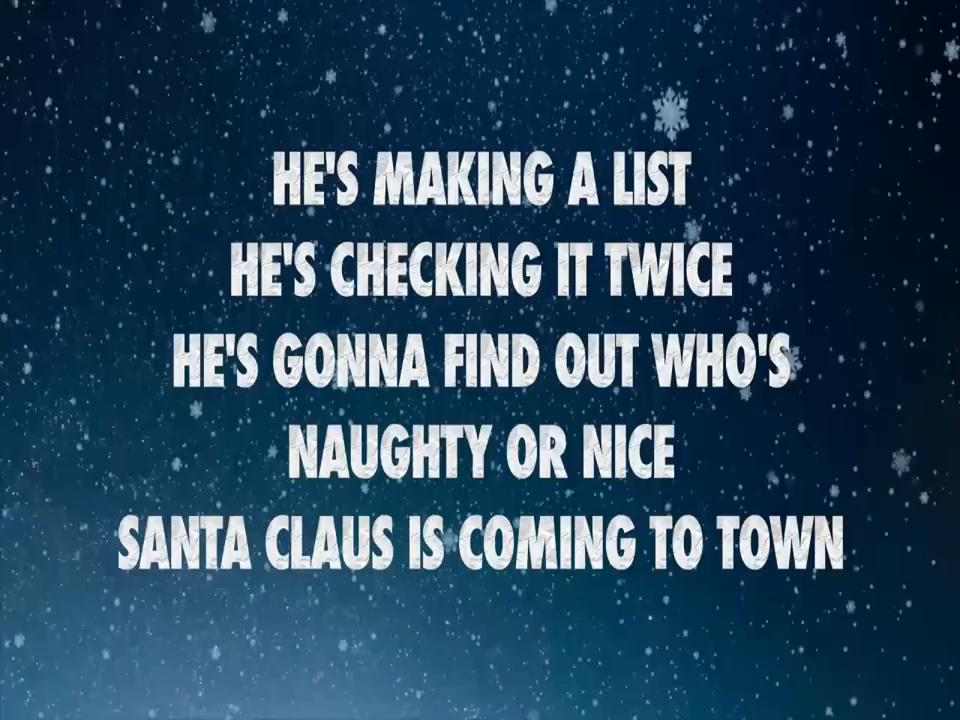 HE'S MAKING A LIST
HE'S CHECKING IT TWICE
HE'S GONNA FIND OUT WHO'S
NAUGHTY OR NICE
SANTA CLAUS IS COMING TO TOWN